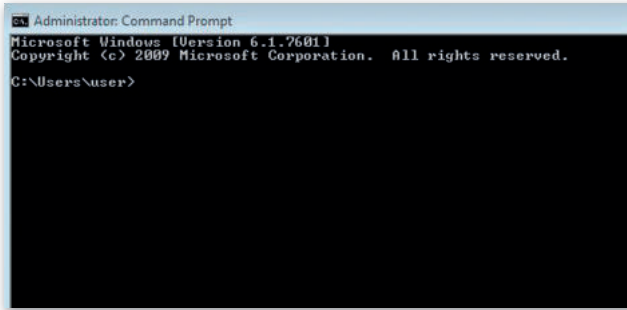 Administrator: Command Prompt
Microsoft Windows [Version 6.1.7601]
Copyright (c) 2009 Microsoft Corporation.  All rights reserved.
C:\Users\user>